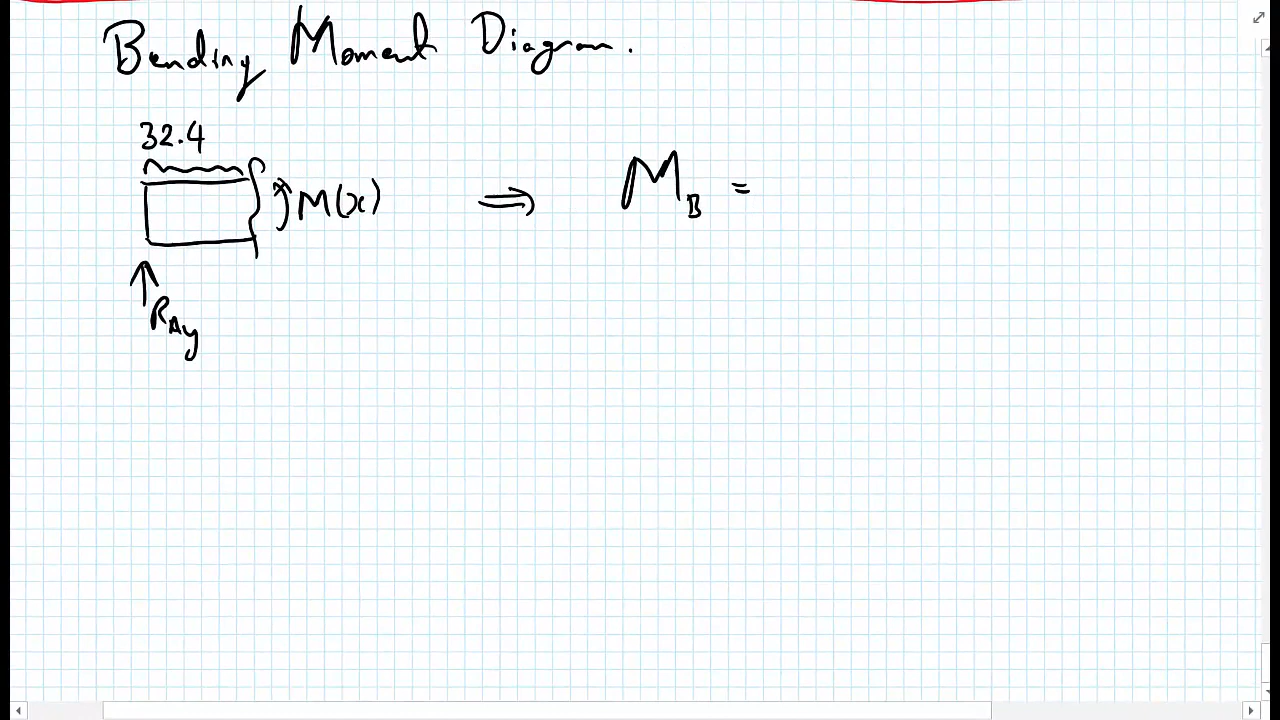 Bending Moment Diagram.
32.4
M(x) ⇒ M_B =
R_Ay